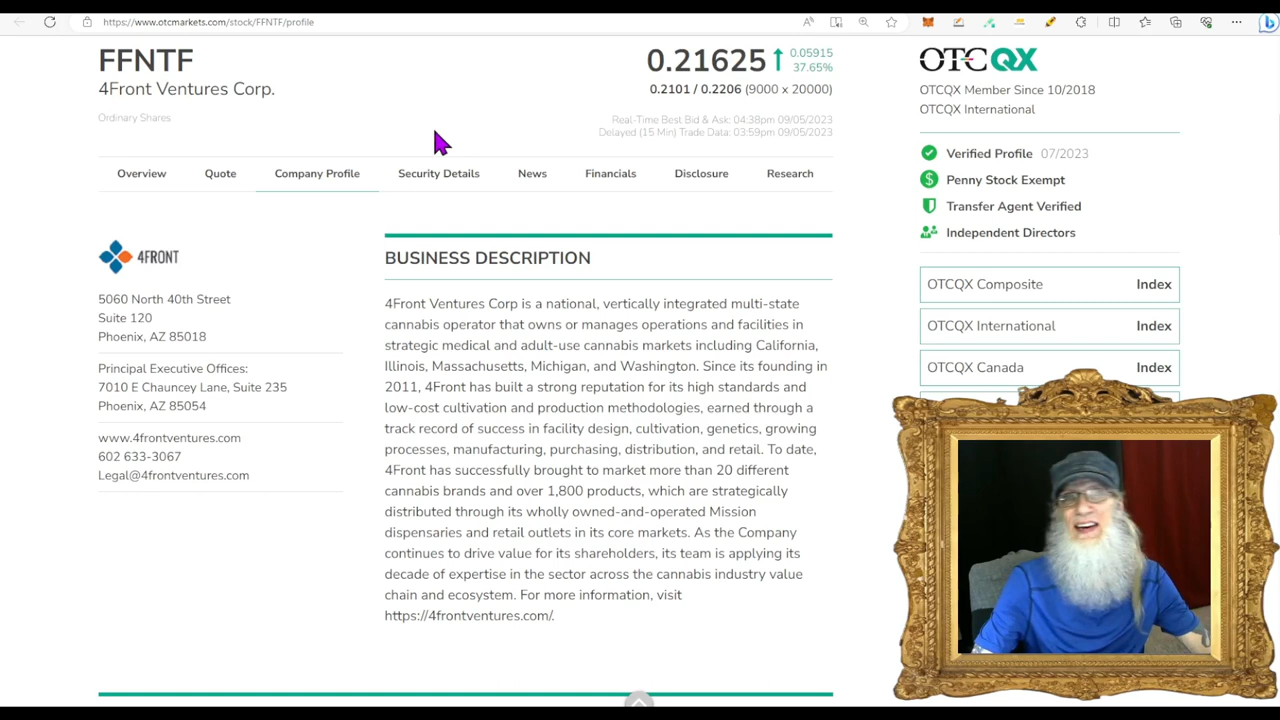 https://www.otcmarkets.com/stock/FFNTF/profile
FFNTF
4Front Ventures Corp.
Ordinary Shares
0.21625
0.05915
37.65%
0.2101 / 0.2206 (9000 x 20000)
Real-Time Best Bid & Ask: 04:38pm 09/05/2023
Delayed (15 Min) Trade Data: 03:59pm 09/05/2023
Overview Quote Company Profile Security Details News Financials Disclosure Research
4FRONT
5060 North 40th Street
Suite 120
Phoenix, AZ 85018
Principal Executive Offices:
7010 E Chauncey Lane, Suite 235
Phoenix, AZ 85054
www.4frontventures.com
602 633-3067
Legal@4frontventures.com
BUSINESS DESCRIPTION
4Front Ventures Corp is a national, vertically integrated multi-state
cannabis operator that owns or manages operations and facilities in
strategic medical and adult-use cannabis markets including California,
Illinois, Massachusetts, Michigan, and Washington. Since its founding in
2011, 4Front has built a strong reputation for its high standards and
low-cost cultivation and production methodologies, earned through a
track record of success in facility design, cultivation, genetics, growing
processes, manufacturing, purchasing, distribution, and retail. To date,
4Front has successfully brought to market more than 20 different
cannabis brands and over 1,800 products, which are strategically
distributed through its wholly owned-and-operated Mission
dispensaries and retail outlets in its core markets. As the Company
continues to drive value for its shareholders, its team is applying its
decade of expertise in the sector across the cannabis industry value
chain and ecosystem. For more information, visit
https://4frontventures.com/.
OTCQX
OTCQX Member Since 10/2018
OTCQX International
Verified Profile 07/2023
Penny Stock Exempt
Transfer Agent Verified
Independent Directors
OTCQX Composite Index
OTCQX International Index
OTCQX Canada Index